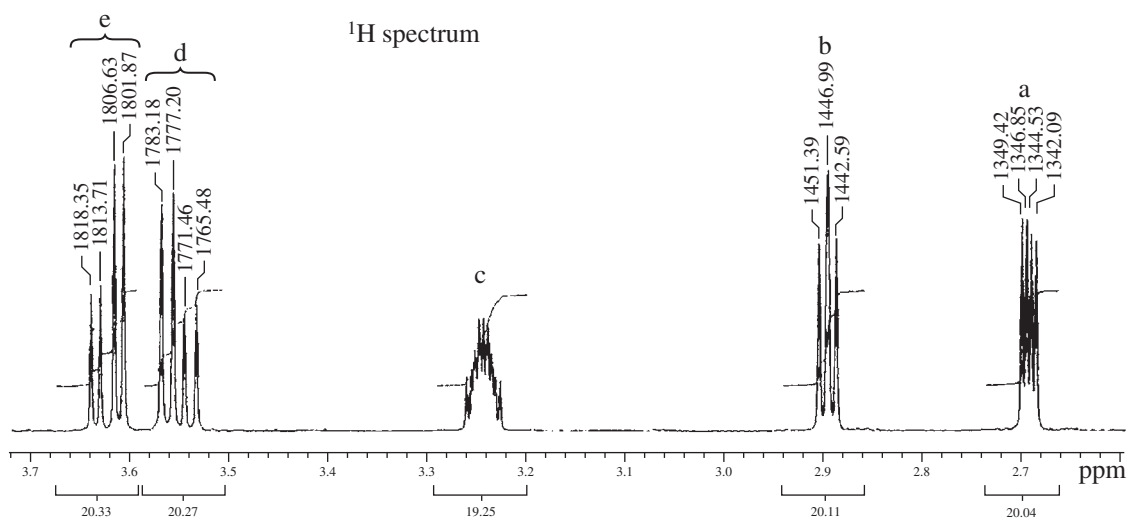 ¹H spectrum
e
d
c
b
a
1818.35
1813.71
1806.63
1801.87
1783.18
1777.20
1771.46
1765.48
1451.39
1446.99
1442.59
1349.42
1346.85
1344.53
1342.09
3.7 3.6 3.5 3.4 3.3 3.2 3.1 3.0 2.9 2.8 2.7 ppm
20.33 20.27 19.25 20.11 20.04